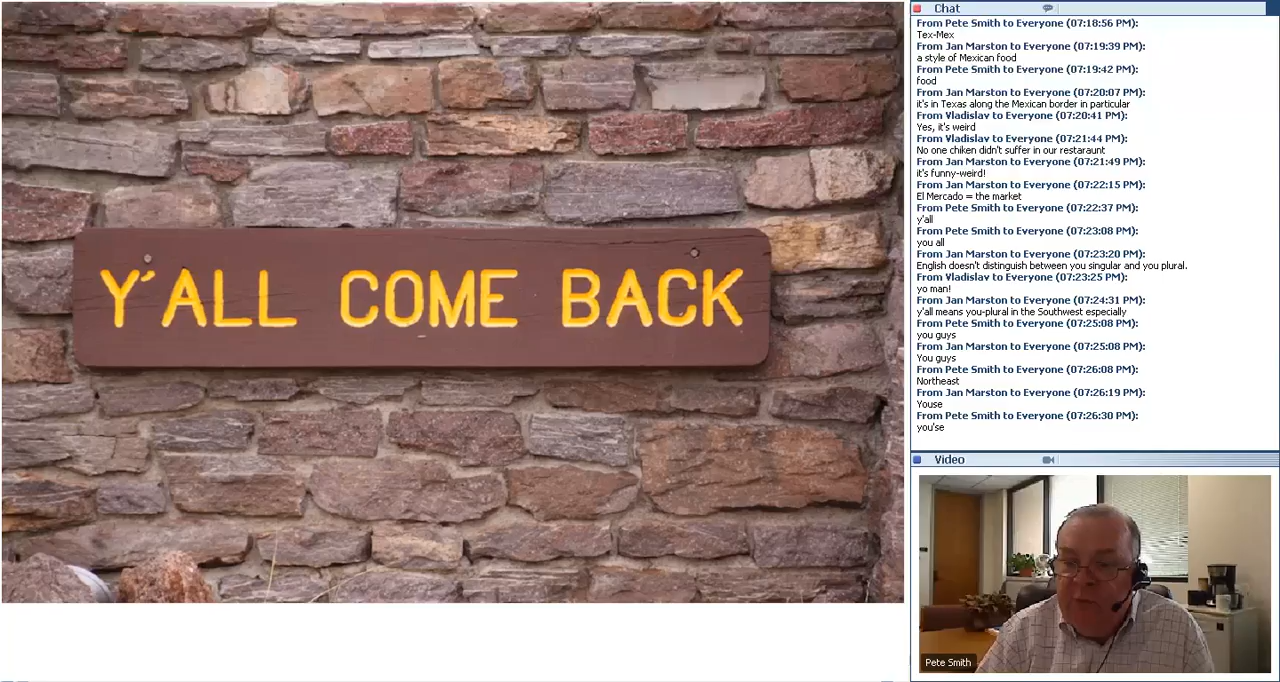 Y'ALL COME BACK
Chat
From Pete Smith to Everyone (07:18:56 PM):
Tex-Mex
From Jan Marston to Everyone (07:19:39 PM):
a style of Mexican food
From Pete Smith to Everyone (07:19:42 PM):
food
From Jan Marston to Everyone (07:20:07 PM):
it's in Texas along the Mexican border in particular
From Vladislav to Everyone (07:20:41 PM):
Yes, it's weird
From Vladislav to Everyone (07:21:44 PM):
No one chiken didn't suffer in our restaraunt
From Jan Marston to Everyone (07:21:49 PM):
it's funny-weird!
From Jan Marston to Everyone (07:22:15 PM):
El Mercado = the market
From Pete Smith to Everyone (07:22:37 PM):
y'all
From Pete Smith to Everyone (07:23:08 PM):
you all
From Jan Marston to Everyone (07:23:20 PM):
English doesn't distinguish between you singular and you plural.
From Vladislav to Everyone (07:23:25 PM):
yo man!
From Jan Marston to Everyone (07:24:31 PM):
y'all means you-plural in the Southwest especially
From Pete Smith to Everyone (07:25:08 PM):
you guys
From Jan Marston to Everyone (07:25:08 PM):
You guys
From Pete Smith to Everyone (07:26:08 PM):
Northeast
From Jan Marston to Everyone (07:26:19 PM):
Youse
From Pete Smith to Everyone (07:26:30 PM):
you'se
Video
Pete Smith